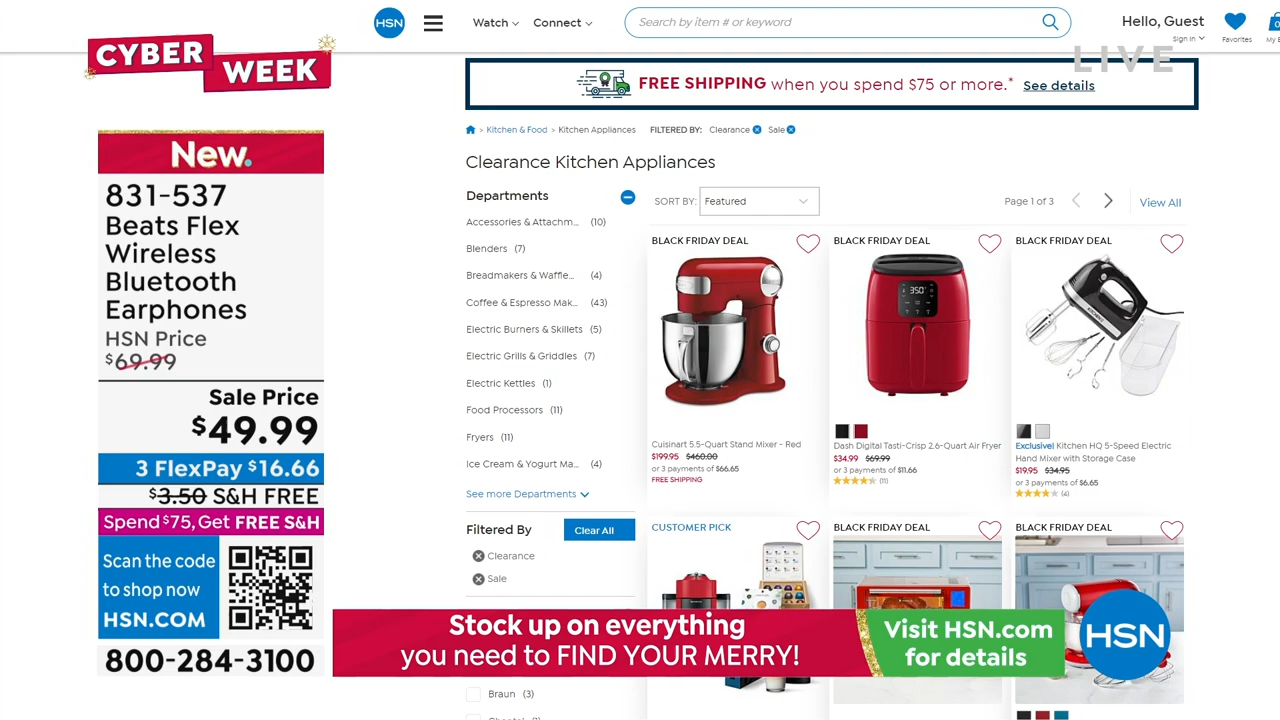 HSN
Watch
Connect
Search by item # or keyword
Hello, Guest
Sign In
Favorites
0
LIVE
CYBER
WEEK
FREE SHIPPING when you spend $75 or more.* See details
> Kitchen & Food > Kitchen Appliances FILTERED BY: Clearance Sale
Clearance Kitchen Appliances
New.
831-537
Beats Flex
Wireless
Bluetooth
Earphones
HSN Price
$69.99
Sale Price
$49.99
3 FlexPay $16.66
$3.50 S&H FREE
Spend $75, Get FREE S&H
Scan the code
to shop now
HSN.COM
800-284-3100
Departments
Accessories & Attachm... (10)
Blenders (7)
Breadmakers & Waffle... (4)
Coffee & Espresso Mak... (43)
Electric Burners & Skillets (5)
Electric Grills & Griddles (7)
Electric Kettles (1)
Food Processors (11)
Fryers (11)
Ice Cream & Yogurt Ma... (4)
See more Departments
Filtered By Clear All
Clearance
Sale
Braun (3)
SORT BY: Featured
Page 1 of 3
View All
BLACK FRIDAY DEAL
Cuisinart 5.5-Quart Stand Mixer - Red
$199.95 $460.00
or 3 payments of $66.65
FREE SHIPPING
BLACK FRIDAY DEAL
350°
Dash Digital Tasti-Crisp 2.6-Quart Air Fryer
$34.99 $69.99
or 3 payments of $11.66
(11)
BLACK FRIDAY DEAL
Exclusive! Kitchen HQ 5-Speed Electric
Hand Mixer with Storage Case
$19.95 $34.95
or 3 payments of $6.65
(4)
CUSTOMER PICK
BLACK FRIDAY DEAL
BLACK FRIDAY DEAL
Stock up on everything
you need to FIND YOUR MERRY!
Visit HSN.com
for details
HSN